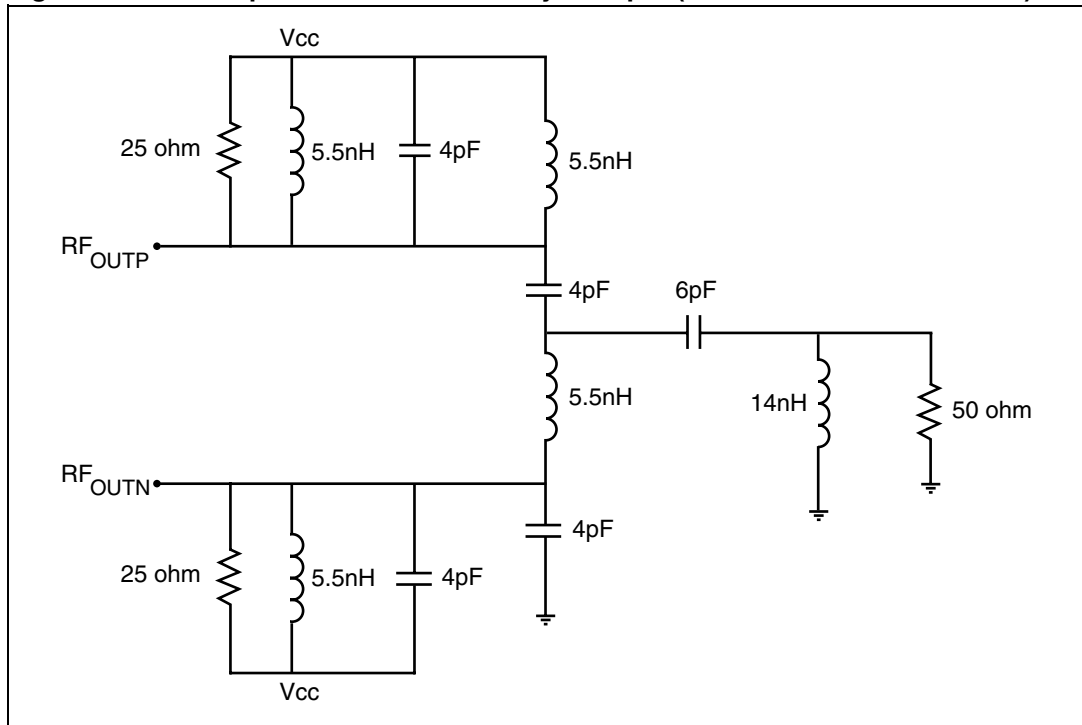 Vcc
25 ohm
5.5nH
4pF
5.5nH
RFOUTP
4pF
6pF
5.5nH
14nH
50 ohm
RFOUTN
4pF
25 ohm
5.5nH
4pF
Vcc